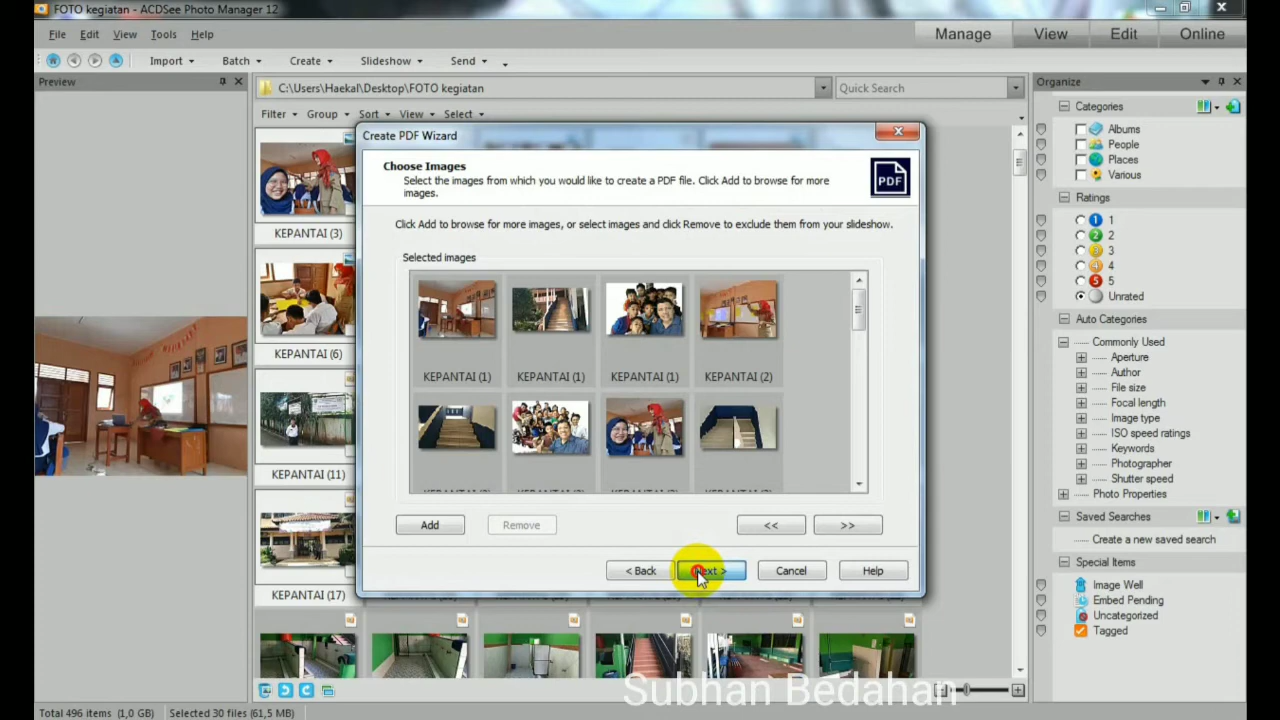 FOTO kegiatan - ACDSee Photo Manager 12
File Edit View Tools Help
Manage View Edit Online
Import Batch Create Slideshow Send
Preview
C:\Users\Haekal\Desktop\FOTO kegiatan
Quick Search
Filter Group Sort View Select
KEPANTAI (3)
KEPANTAI (6)
KEPANTAI (11)
KEPANTAI (17)
Create PDF Wizard
Choose Images
Select the images from which you would like to create a PDF file. Click Add to browse for more
images.
PDF
Click Add to browse for more images, or select images and click Remove to exclude them from your slideshow.
Selected images
KEPANTAI (1) KEPANTAI (1) KEPANTAI (1) KEPANTAI (2)
Add Remove << >>
< Back Next > Cancel Help
Organize
Categories
Albums
People
Places
Various
Ratings
1 1
2 2
3 3
4 4
5 5
Unrated
Auto Categories
Commonly Used
Aperture
Author
File size
Focal length
Image type
ISO speed ratings
Keywords
Photographer
Shutter speed
Photo Properties
Saved Searches
Create a new saved search
Special Items
Image Well
Embed Pending
Uncategorized
Tagged
Subhan Bedahan
Total 496 items (1,0 GB) Selected 30 files (61,5 MB)